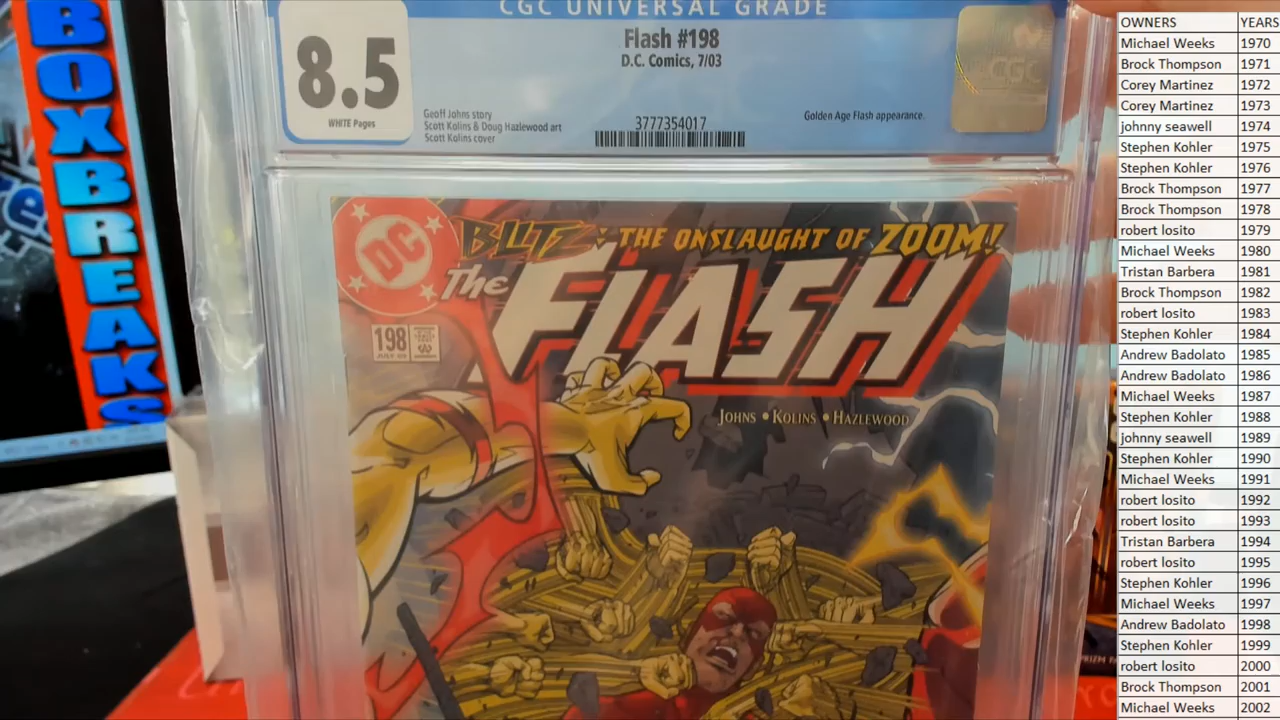 BOXBREAKS
CGC UNIVERSAL GRADE
8.5
WHITE Pages
Flash #198
D.C. Comics, 7/03
Geoff Johns story
Scott Kolins & Doug Hazlewood art
Scott Kolins cover
3777354017
Golden Age Flash appearance.
CGC
DC
BLITZ: THE ONSLAUGHT OF ZOOM!
The FLASH
198
JULY 03
JOHNS • KOLINS • HAZLEWOOD
OWNERS YEARS
Michael Weeks 1970
Brock Thompson 1971
Corey Martinez 1972
Corey Martinez 1973
johnny seawell 1974
Stephen Kohler 1975
Stephen Kohler 1976
Brock Thompson 1977
Brock Thompson 1978
robert losito 1979
Michael Weeks 1980
Tristan Barbera 1981
Brock Thompson 1982
robert losito 1983
Stephen Kohler 1984
Andrew Badolato 1985
Andrew Badolato 1986
Michael Weeks 1987
Stephen Kohler 1988
johnny seawell 1989
Stephen Kohler 1990
Michael Weeks 1991
robert losito 1992
robert losito 1993
Tristan Barbera 1994
robert losito 1995
Stephen Kohler 1996
Michael Weeks 1997
Andrew Badolato 1998
Stephen Kohler 1999
robert losito 2000
Brock Thompson 2001
Michael Weeks 2002